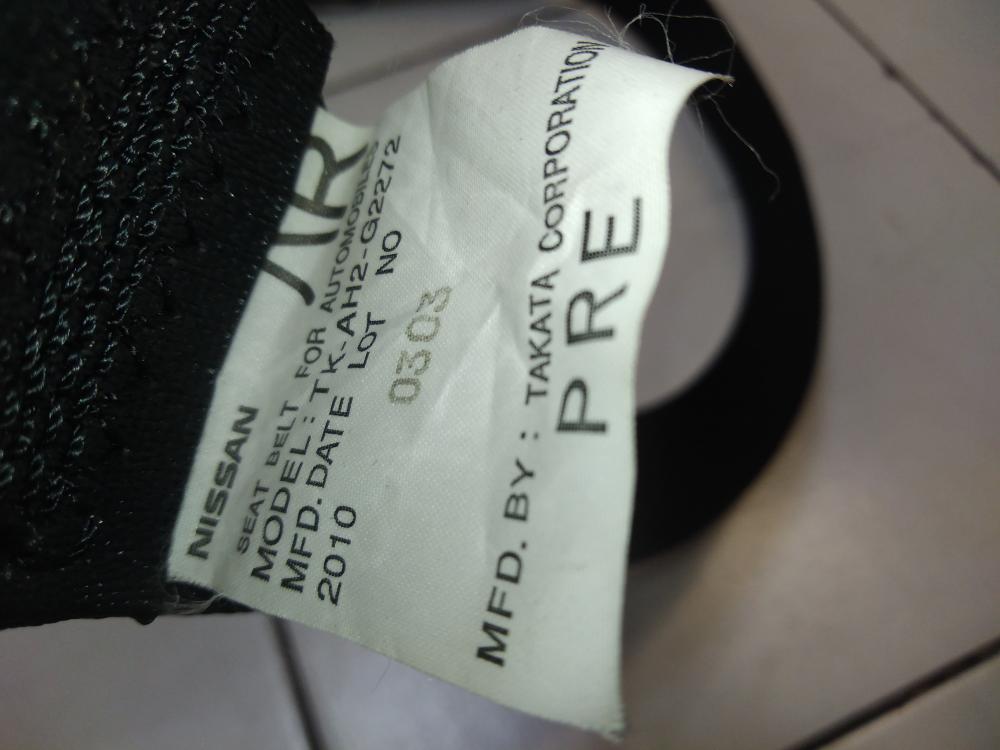 NISSAN
SEAT BELT FOR AUTOMOBILES
MODEL : TK-AH2-G2272
MFD.DATE LOT NO
2010
0303
MFD. BY : TAKATA CORPORATION
PRE